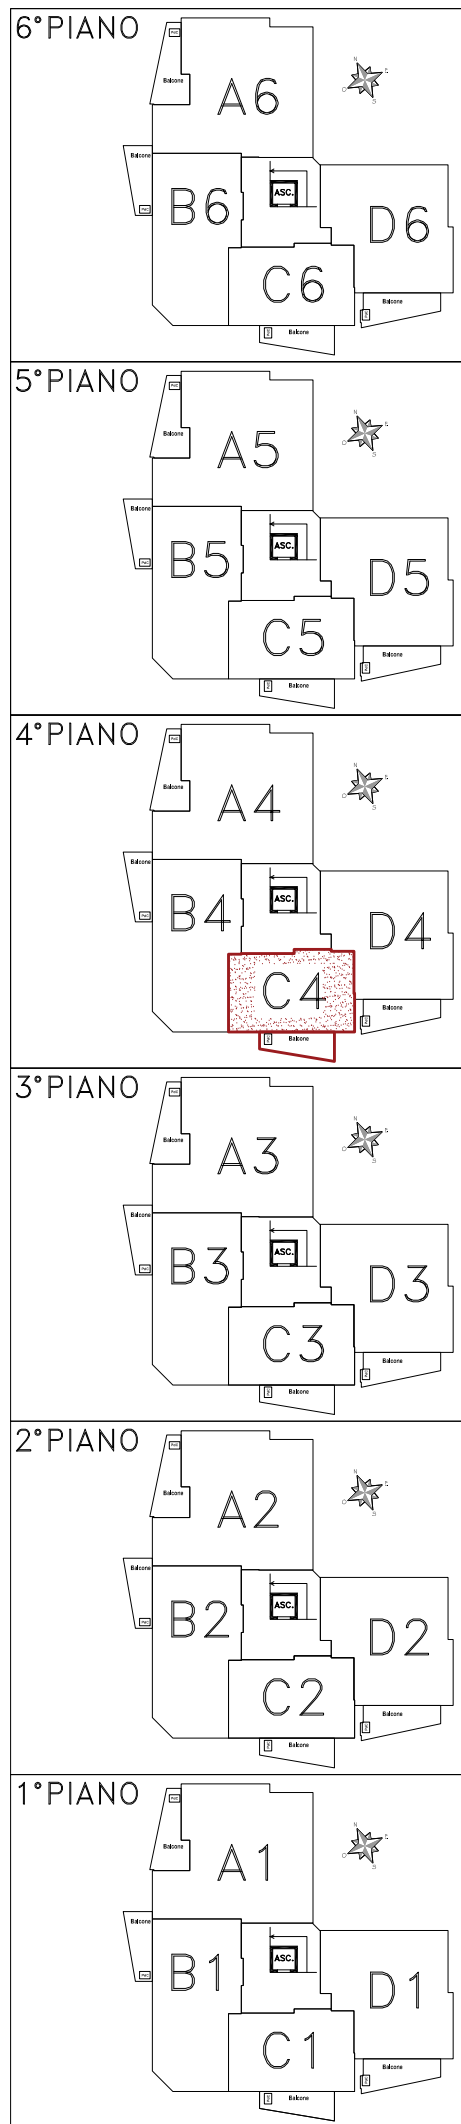 6°PIANO
A6
Balcone
Balcone
ASC.
B6
D6
C6
Balcone
Balcone
N
E
O
S
5°PIANO
A5
Balcone
Balcone
ASC.
B5
D5
C5
Balcone
Balcone
N
E
O
S
4°PIANO
A4
Balcone
Balcone
ASC.
B4
D4
C4
Balcone
Balcone
N
E
O
S
3°PIANO
A3
Balcone
Balcone
ASC.
B3
D3
C3
Balcone
Balcone
N
E
O
S
2°PIANO
A2
Balcone
Balcone
ASC.
B2
D2
C2
Balcone
Balcone
N
E
O
S
1°PIANO
A1
Balcone
Balcone
ASC.
B1
D1
C1
Balcone
Balcone
N
E
O
S